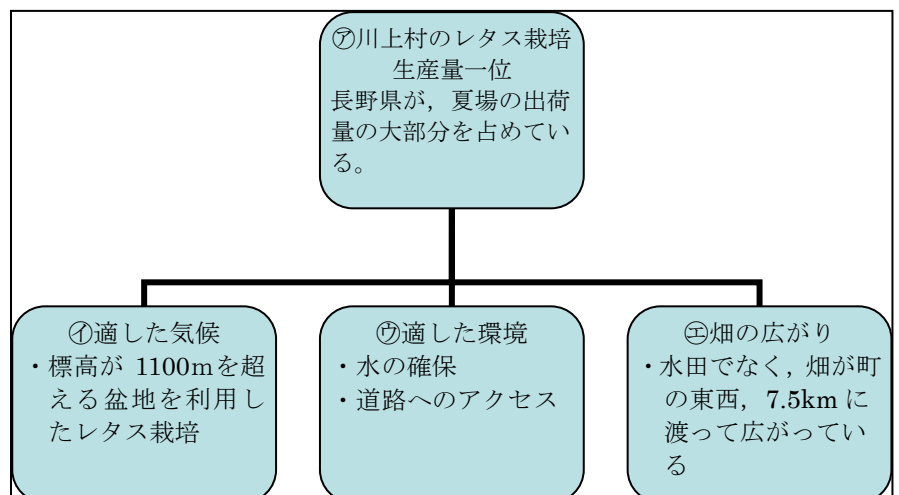 ㋐川上村のレタス栽培
生産量一位
長野県が，夏場の出荷
量の大部分を占めてい
る。
㋑適した気候
・標高が 1100mを超
える盆地を利用し
たレタス栽培
㋒適した環境
・水の確保
・道路へのアクセス
㋓畑の広がり
・水田でなく，畑が町
の東西，7.5km に
渡って広がってい
る